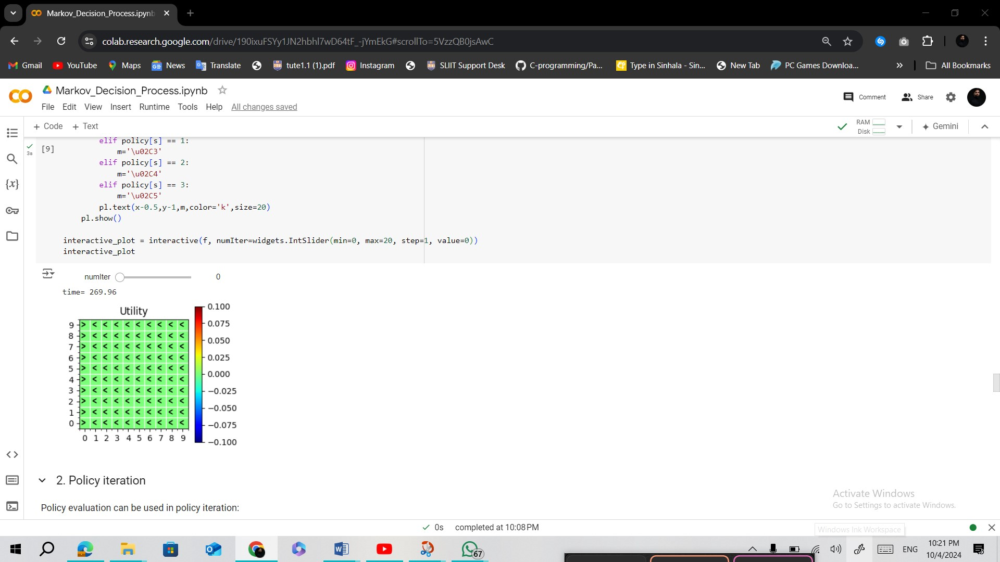 Markov_Decision_Process.ipynb
colab.research.google.com/drive/190ixuFSYy1JN2hbhl7wD64tF_-jYmEkG#scrollTo=5VzzQB0jsAwC
Gmail YouTube Maps News Translate tute1.1 (1).pdf Instagram SLIIT Support Desk C-programming/Pa... Type in Sinhala - Sin... New Tab PC Games Downloa... » All Bookmarks
CO Markov_Decision_Process.ipynb Comment Share
File Edit View Insert Runtime Tools Help All changes saved
+ Code + Text RAM Disk Gemini
elif policy[s] == 1:
3s [9]
m='\u02C3'
elif policy[s] == 2:
m='\u02C4'
elif policy[s] == 3:
m='\u02C5'
pl.text(x-0.5,y-1,m,color='k',size=20)
pl.show()
interactive_plot = interactive(f, numIter=widgets.IntSlider(min=0, max=20, step=1, value=0))
interactive_plot
numIter 0
time= 269.96
Utility
9 > < < < < < < < < <
8 > < < < < < < < < <
7 > < < < < < < < < <
6 > < < < < < < < < <
5 > < < < < < < < < <
4 > < < < < < < < < <
3 > < < < < < < < < <
2 > < < < < < < < < <
1 > < < < < < < < < <
0 > < < < < < < < < <
0 1 2 3 4 5 6 7 8 9
0.100
0.075
0.050
0.025
0.000
−0.025
−0.050
−0.075
−0.100
2. Policy iteration
Policy evaluation can be used in policy iteration:
Activate Windows
Go to Settings to activate Windows.
0s completed at 10:08 PM
Windows Ink Workspace
67
ENG
10:21 PM
10/4/2024